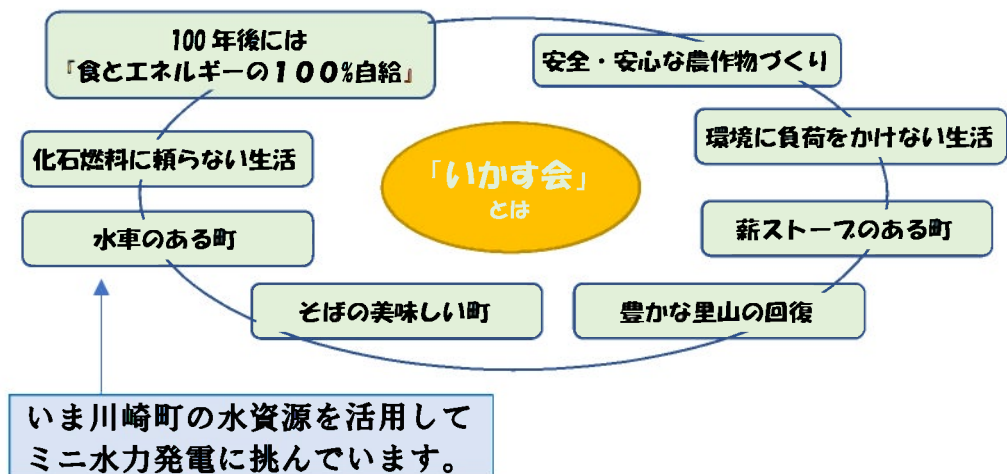 100年後には
『食とエネルギーの100%自給』
安全・安心な農作物づくり
化石燃料に頼らない生活
環境に負荷をかけない生活
「いかす会」
とは
水車のある町
薪ストーブのある町
そばの美味しい町
豊かな里山の回復
いま川崎町の水資源を活用して
ミニ水力発電に挑んでいます。